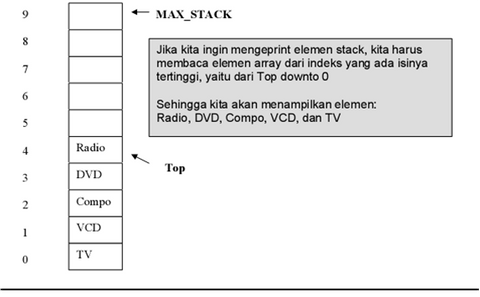 9 MAX_STACK
8
Jika kita ingin mengeprint elemen stack, kita harus
membaca elemen array dari indeks yang ada isinya
tertinggi, yaitu dari Top downto 0
7
6
Sehingga kita akan menampilkan elemen:
Radio, DVD, Compo, VCD, dan TV
5
4 Radio
Top
3 DVD
2 Compo
1 VCD
0 TV